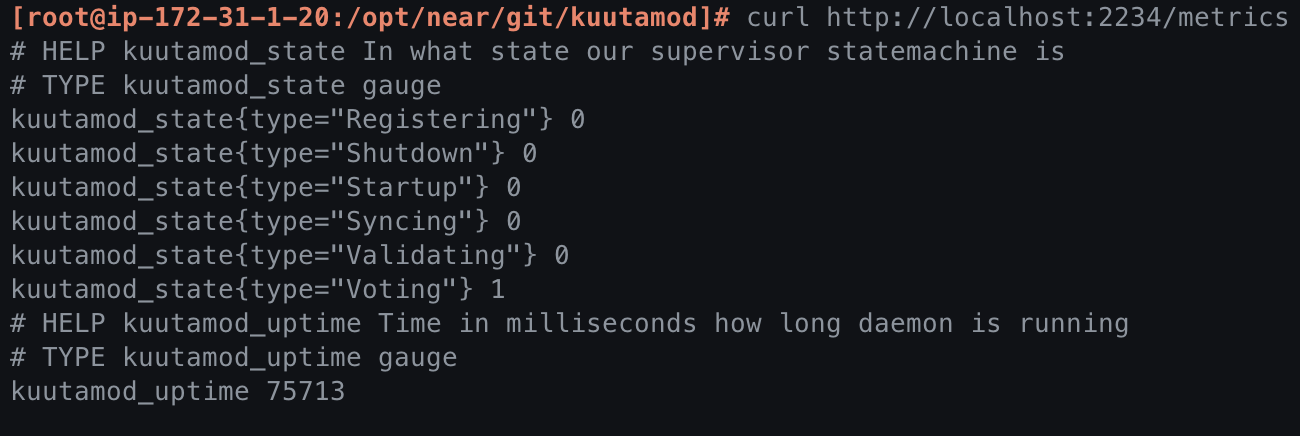 [root@ip-172-31-1-20:/opt/near/git/kuutamod]# curl http://localhost:2234/metrics
# HELP kuutamod_state In what state our supervisor statemachine is
# TYPE kuutamod_state gauge
kuutamod_state{type="Registering"} 0
kuutamod_state{type="Shutdown"} 0
kuutamod_state{type="Startup"} 0
kuutamod_state{type="Syncing"} 0
kuutamod_state{type="Validating"} 0
kuutamod_state{type="Voting"} 1
# HELP kuutamod_uptime Time in milliseconds how long daemon is running
# TYPE kuutamod_uptime gauge
kuutamod_uptime 75713